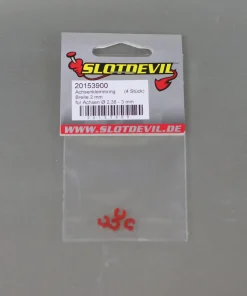 SLOTDEVIL
20153900
Achsenklemmring (4 Stück)
Breite 2 mm
für Achsen Ø 2,38 - 3 mm
WWW.SLOTDEVIL.DE